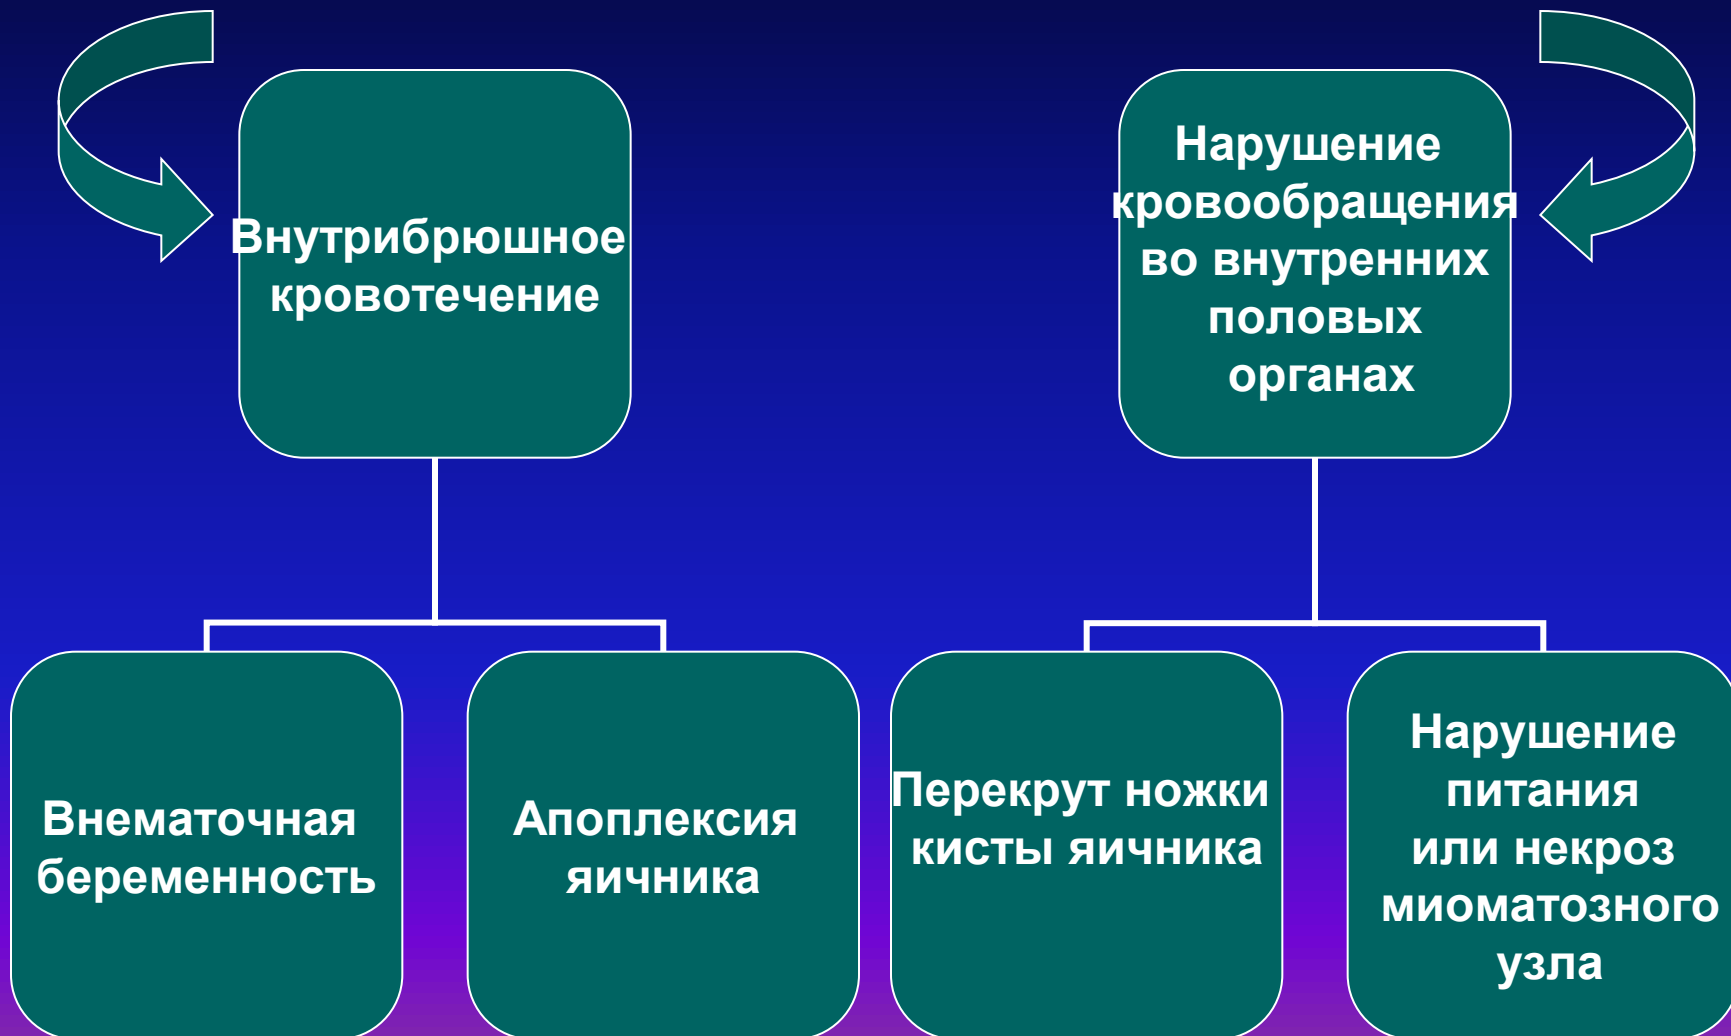 Внутрибрюшное
кровотечение
Нарушение
кровообращения
во внутренних
половых
органах
Внематочная
беременность
Апоплексия
яичника
Перекрут ножки
кисты яичника
Нарушение
питания
или некроз
миоматозного
узла